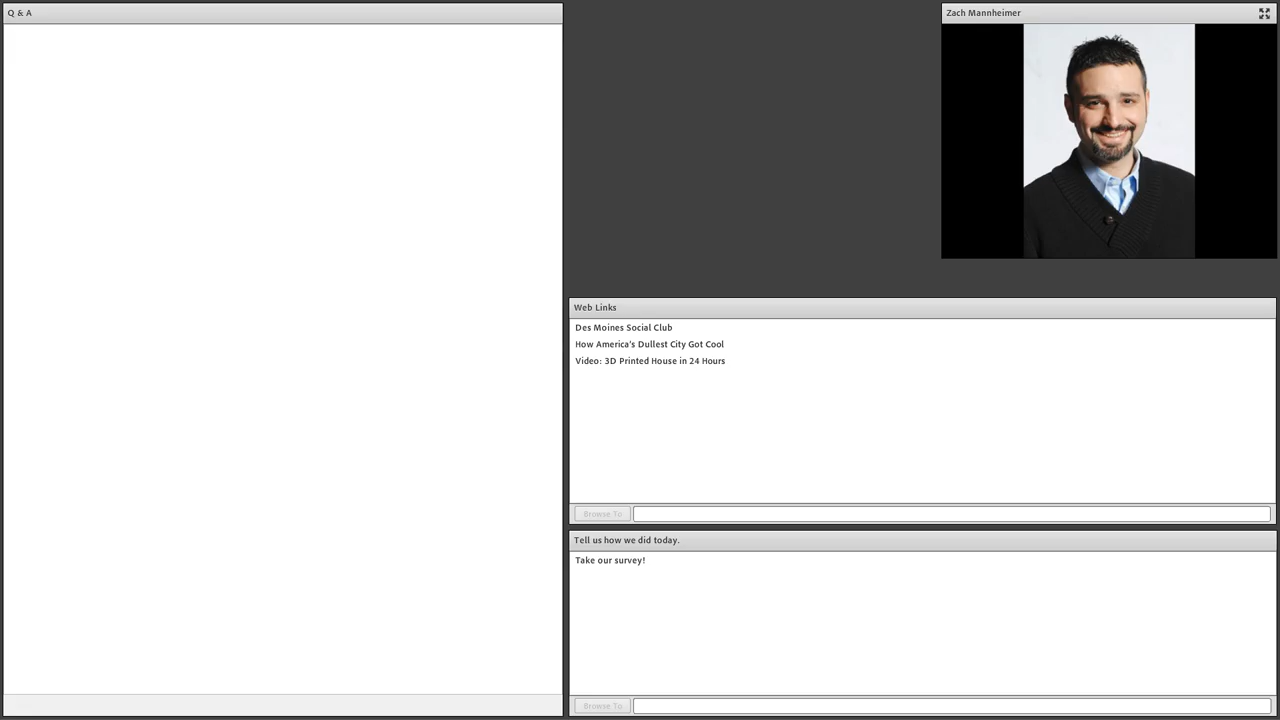 Q & A
Zach Mannheimer
Web Links
Des Moines Social Club
How America's Dullest City Got Cool
Video: 3D Printed House in 24 Hours
Browse To
Tell us how we did today.
Take our survey!
Browse To